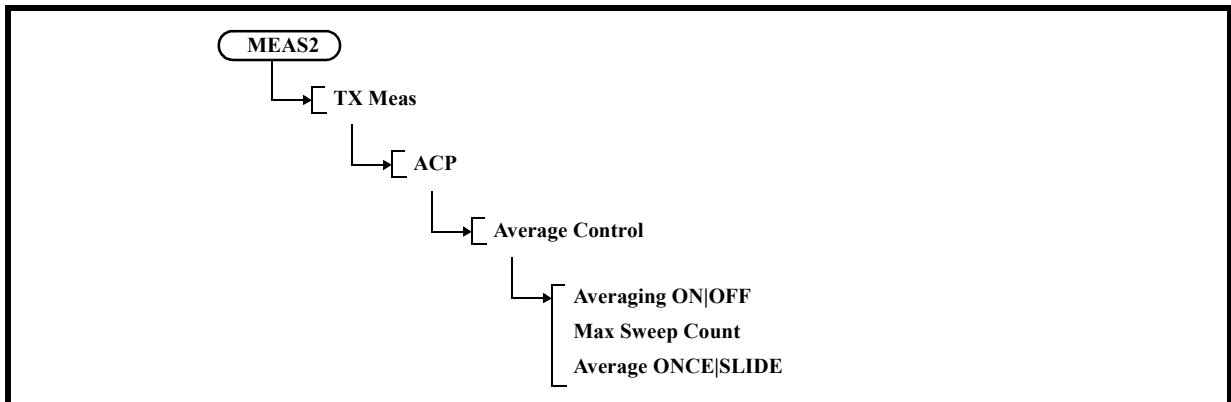 MEAS2
TX Meas
ACP
Average Control
Averaging ON|OFF
Max Sweep Count
Average ONCE|SLIDE